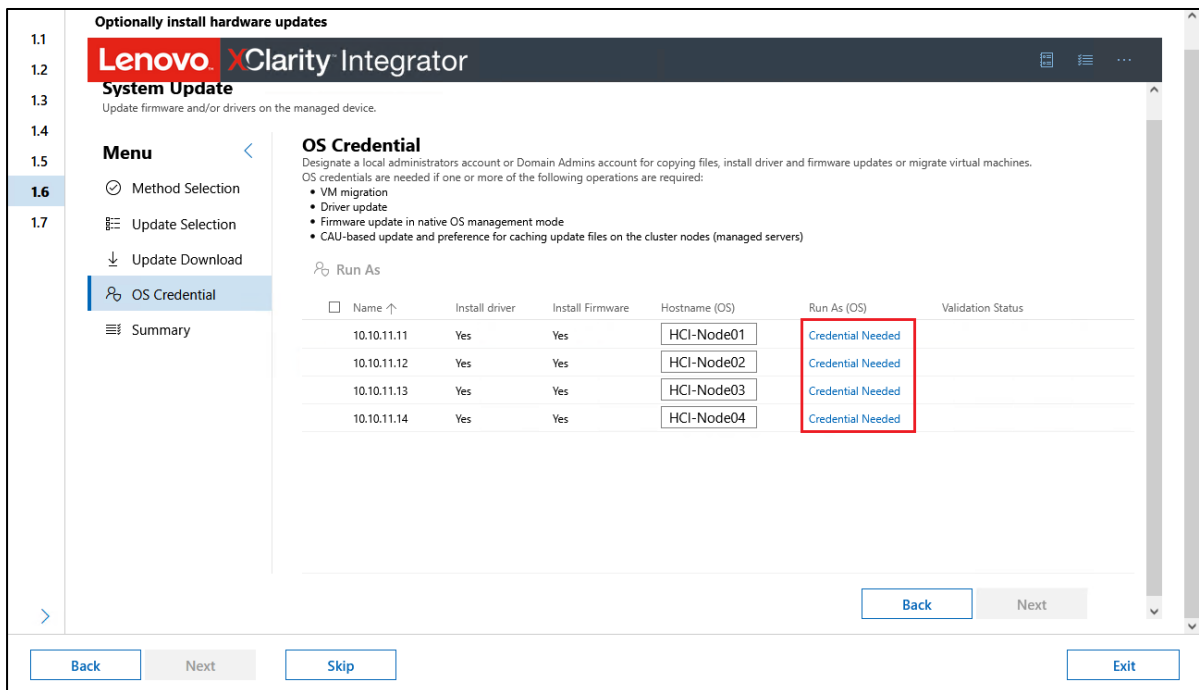 Optionally install hardware updates
1.1
1.2
1.3
1.4
1.5
1.6
1.7
Lenovo XClarity Integrator
System Update
Update firmware and/or drivers on the managed device.
Menu
Method Selection
Update Selection
Update Download
OS Credential
Summary
OS Credential
Designate a local administrators account or Domain Admins account for copying files, install driver and firmware updates or migrate virtual machines.
OS credentials are needed if one or more of the following operations are required:
• VM migration
• Driver update
• Firmware update in native OS management mode
• CAU-based update and preference for caching update files on the cluster nodes (managed servers)
Run As
Name Install driver Install Firmware Hostname (OS) Run As (OS) Validation Status
10.10.11.11 Yes Yes HCI-Node01 Credential Needed
10.10.11.12 Yes Yes HCI-Node02 Credential Needed
10.10.11.13 Yes Yes HCI-Node03 Credential Needed
10.10.11.14 Yes Yes HCI-Node04 Credential Needed
Back Next
Back Next Skip Exit